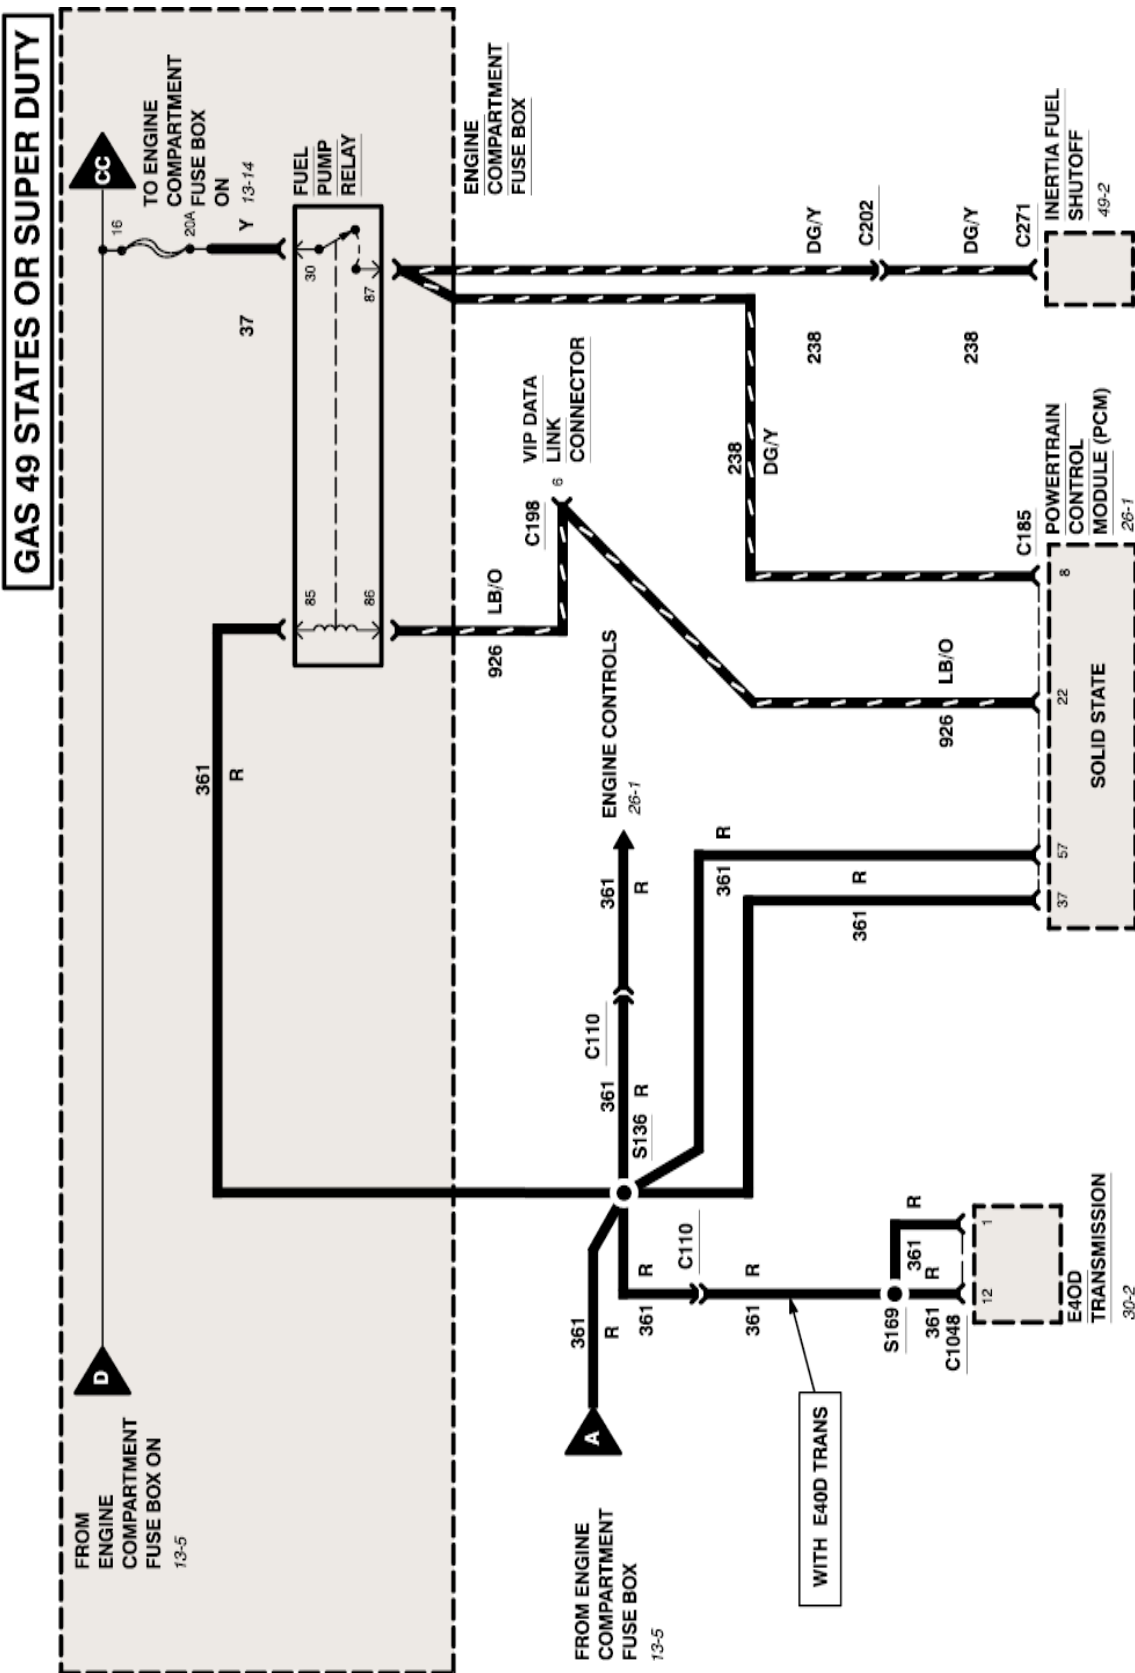 GAS 49 STATES OR SUPER DUTY
FROM
ENGINE
COMPARTMENT
FUSE BOX ON
13-5
D
CC
16
20A
TO ENGINE
COMPARTMENT
FUSE BOX
ON
13-14
37
Y
361
R
FUEL
PUMP
RELAY
85
30
86
87
ENGINE
COMPARTMENT
FUSE BOX
926
LB/O
C198
6
VIP DATA
LINK
CONNECTOR
FROM ENGINE
COMPARTMENT
FUSE BOX
13-5
A
361
R
S136
361
R
C110
361
R
ENGINE CONTROLS
26-1
361
R
C110
361
R
361
R
361
R
238
DG/Y
238
DG/Y
C202
238
DG/Y
C271
INERTIA FUEL
SHUTOFF
49-2
WITH E40D TRANS
S169
361
R
361
R
C1048
12
1
E4OD
TRANSMISSION
30-2
926
LB/O
C185
37
57
22
8
SOLID STATE
POWERTRAIN
CONTROL
MODULE (PCM)
26-1